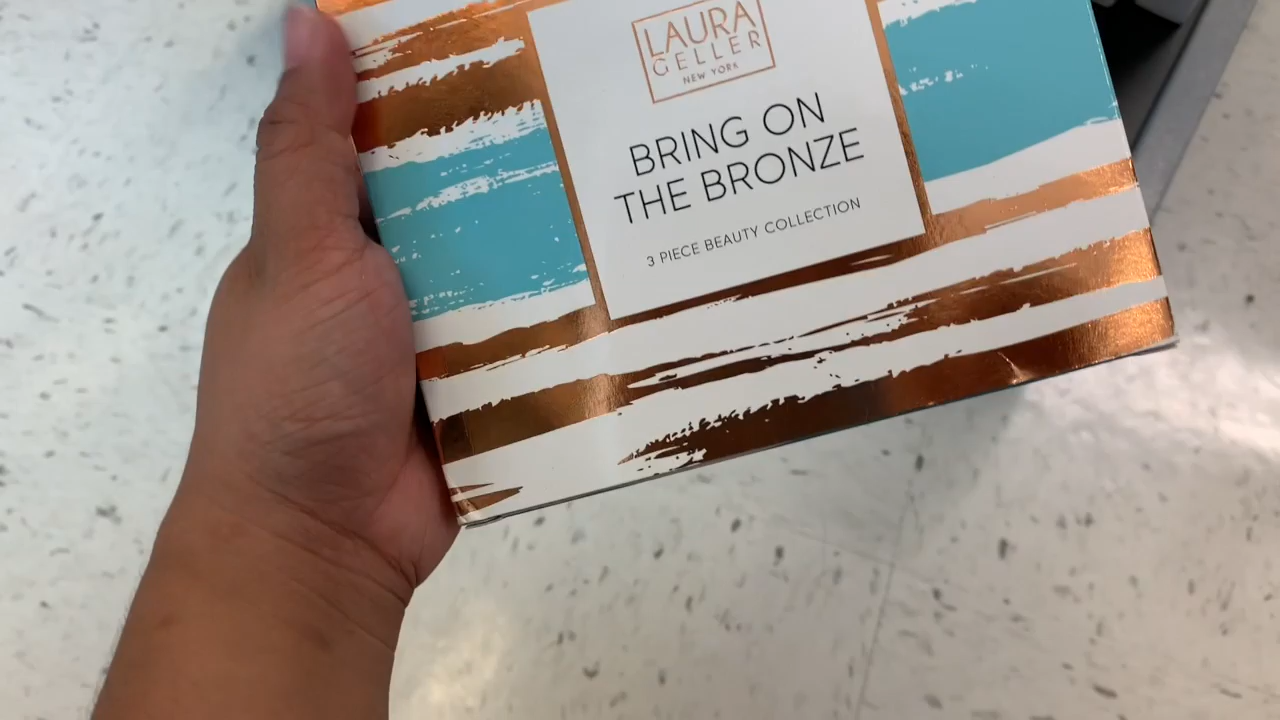 LAURA
GELLER
NEW YORK
BRING ON
THE BRONZE
3 PIECE BEAUTY COLLECTION